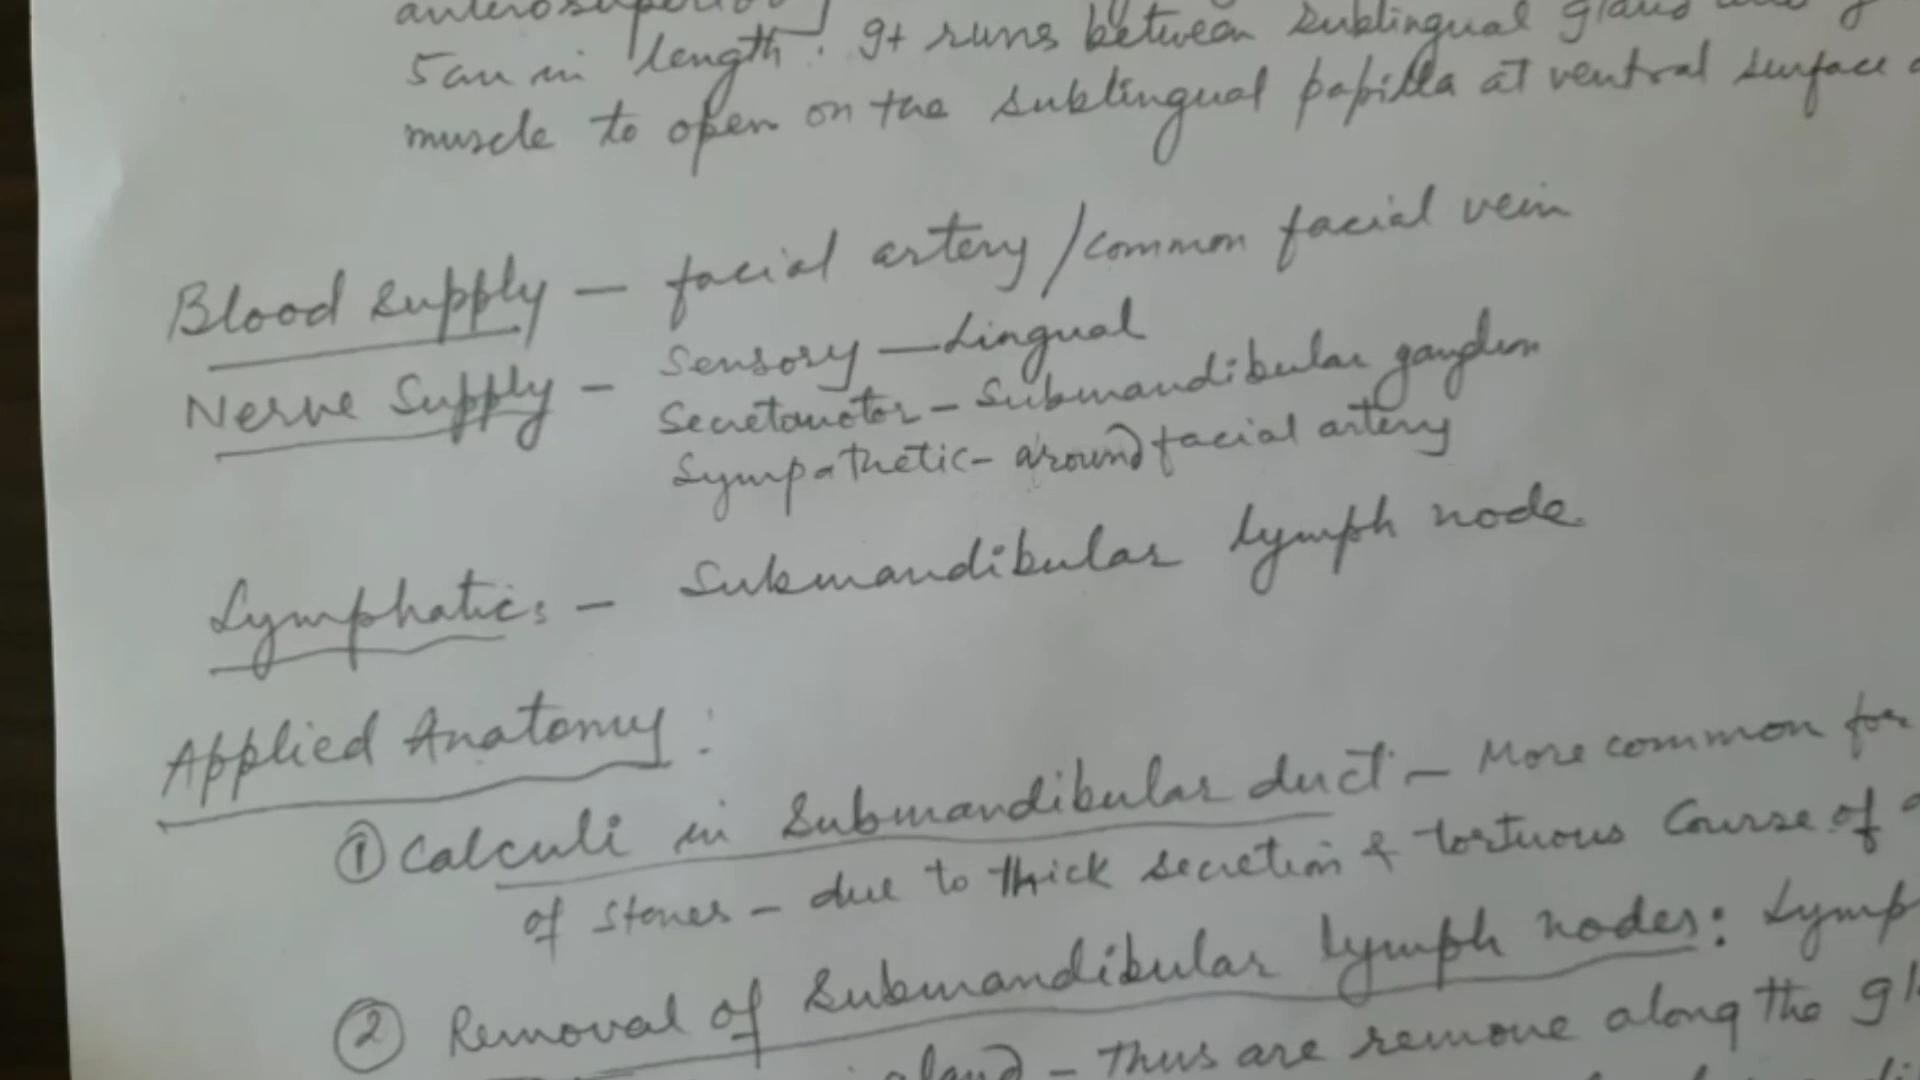 5cm in length. It runs between sublingual gland
muscle to open on the sublingual papilla at ventral surface
Blood Supply – facial artery / common facial vein
Nerve Supply – Sensory – Lingual
Secretomotor – Submandibular ganglion
Sympathetic – around facial artery
Lymphatics – Submandibular lymph node.
Applied Anatomy :
① Calculi in Submandibular duct – More common for
of stones – due to thick secretion & tortuous Course of
② Removal of Submandibular lymph nodes : Lymp
gland – Thus are remove along the gl